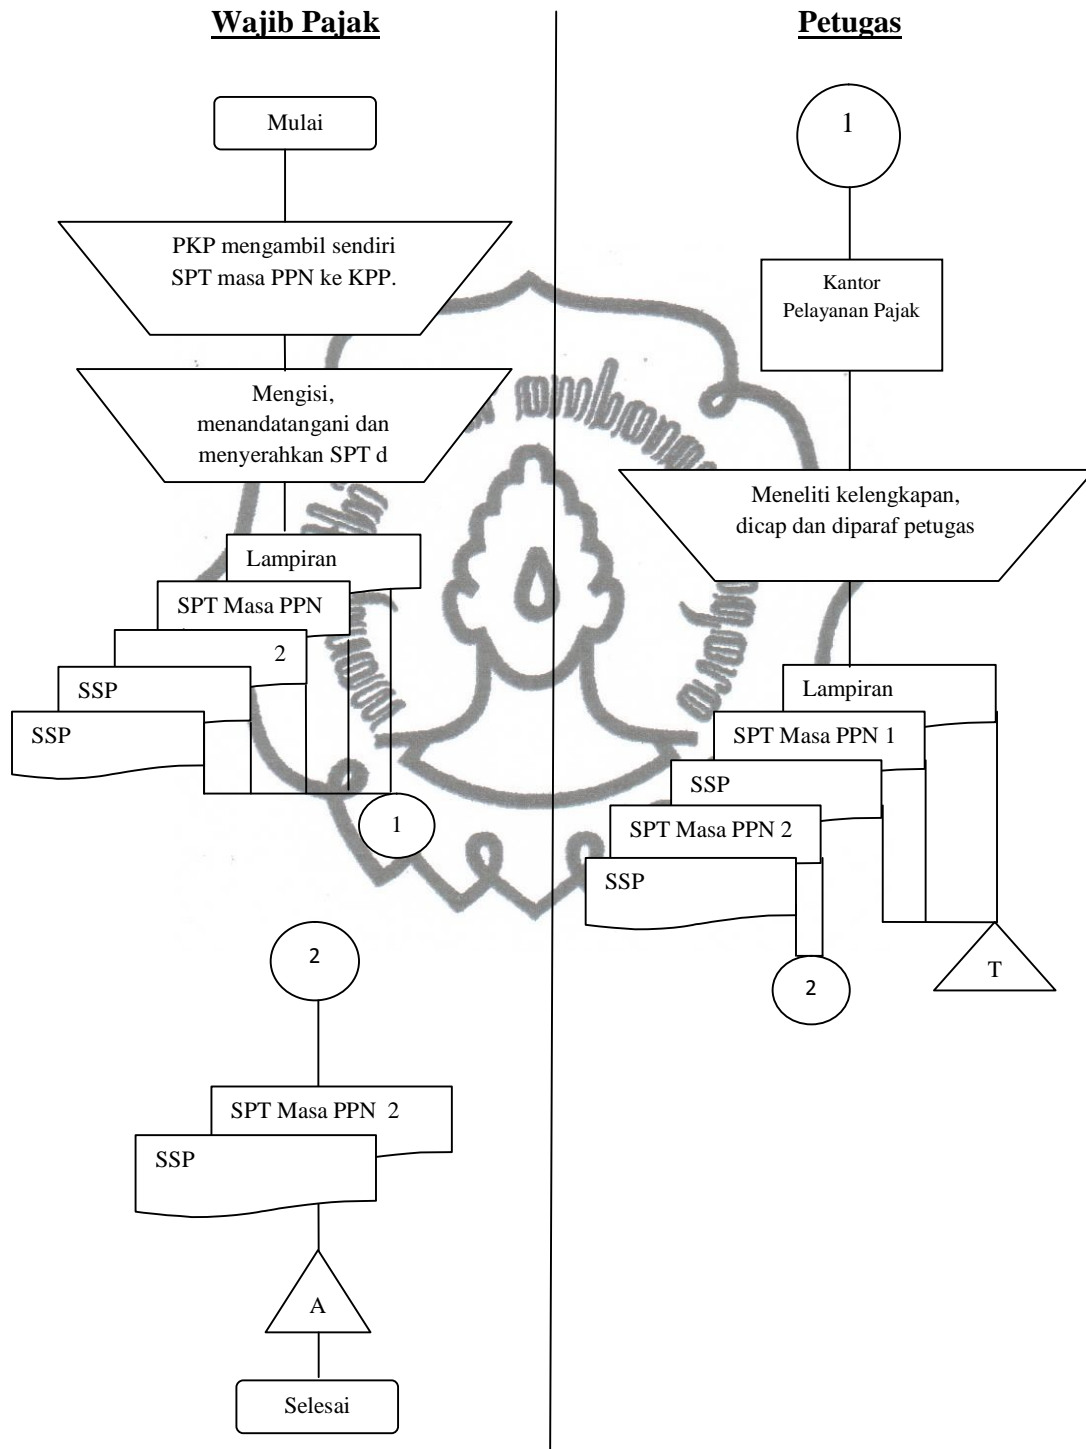 Wajib Pajak
Mulai
PKP mengambil sendiri
SPT masa PPN ke KPP.
Mengisi,
menandatangani dan
menyerahkan SPT d
Lampiran
SPT Masa PPN
2
SSP
SSP
1
2
SPT Masa PPN 2
SSP
A
Selesai
Petugas
1
Kantor
Pelayanan Pajak
Meneliti kelengkapan,
dicap dan diparaf petugas
Lampiran
SPT Masa PPN 1
SSP
SPT Masa PPN 2
SSP
2
T